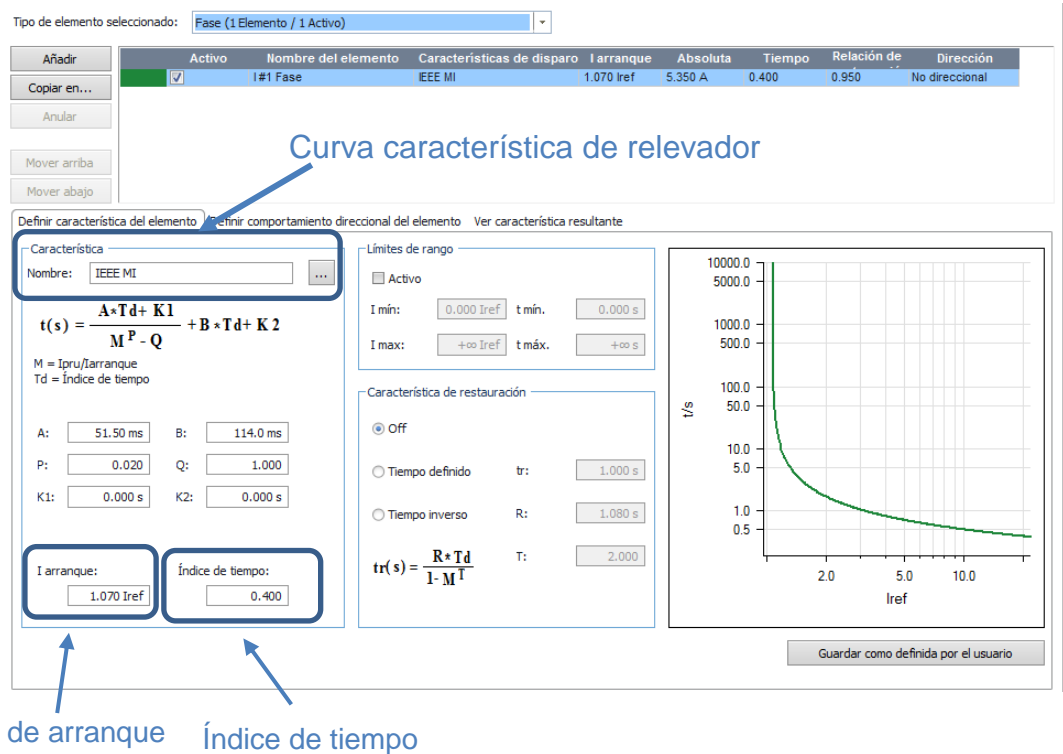 Tipo de elemento seleccionado: Fase (1 Elemento / 1 Activo)
Añadir
Copiar en...
Anular
Mover arriba
Mover abajo
Activo Nombre del elemento Características de disparo I arranque Absoluta Tiempo Relación de Dirección
I #1 Fase IEEE MI 1.070 Iref 5.350 A 0.400 0.950 No direccional
Curva característica de relevador
Definir característica del elemento Definir comportamiento direccional del elemento Ver característica resultante
Característica
Nombre: IEEE MI ...
t(s) = A*Td+ K1 / M^P - Q + B *Td+ K 2
M = Ipru/Iarranque
Td = Índice de tiempo
A: 51.50 ms B: 114.0 ms
P: 0.020 Q: 1.000
K1: 0.000 s K2: 0.000 s
I arranque: Índice de tiempo:
1.070 Iref 0.400
Límites de rango
Activo
I mín: 0.000 Iref t mín. 0.000 s
I max: +∞ Iref t máx. +∞ s
Característica de restauración
Off
Tiempo definido tr: 1.000 s
Tiempo inverso R: 1.080 s
tr(s) = R* Td / 1- M^T
T: 2.000
10000.0
5000.0
1000.0
500.0
100.0
50.0
10.0
5.0
1.0
0.5
t/s
2.0 5.0 10.0
Iref
Guardar como definida por el usuario
de arranque
Índice de tiempo